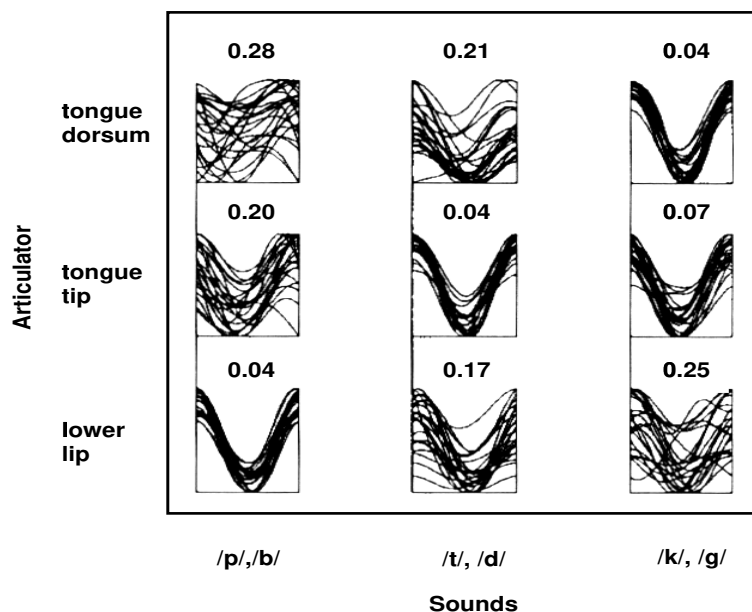 0.28 0.21 0.04
tongue
dorsum
0.20 0.04 0.07
Articulator
tongue
tip
0.04 0.17 0.25
lower
lip
/p/,/b/ /t/, /d/ /k/, /g/
Sounds